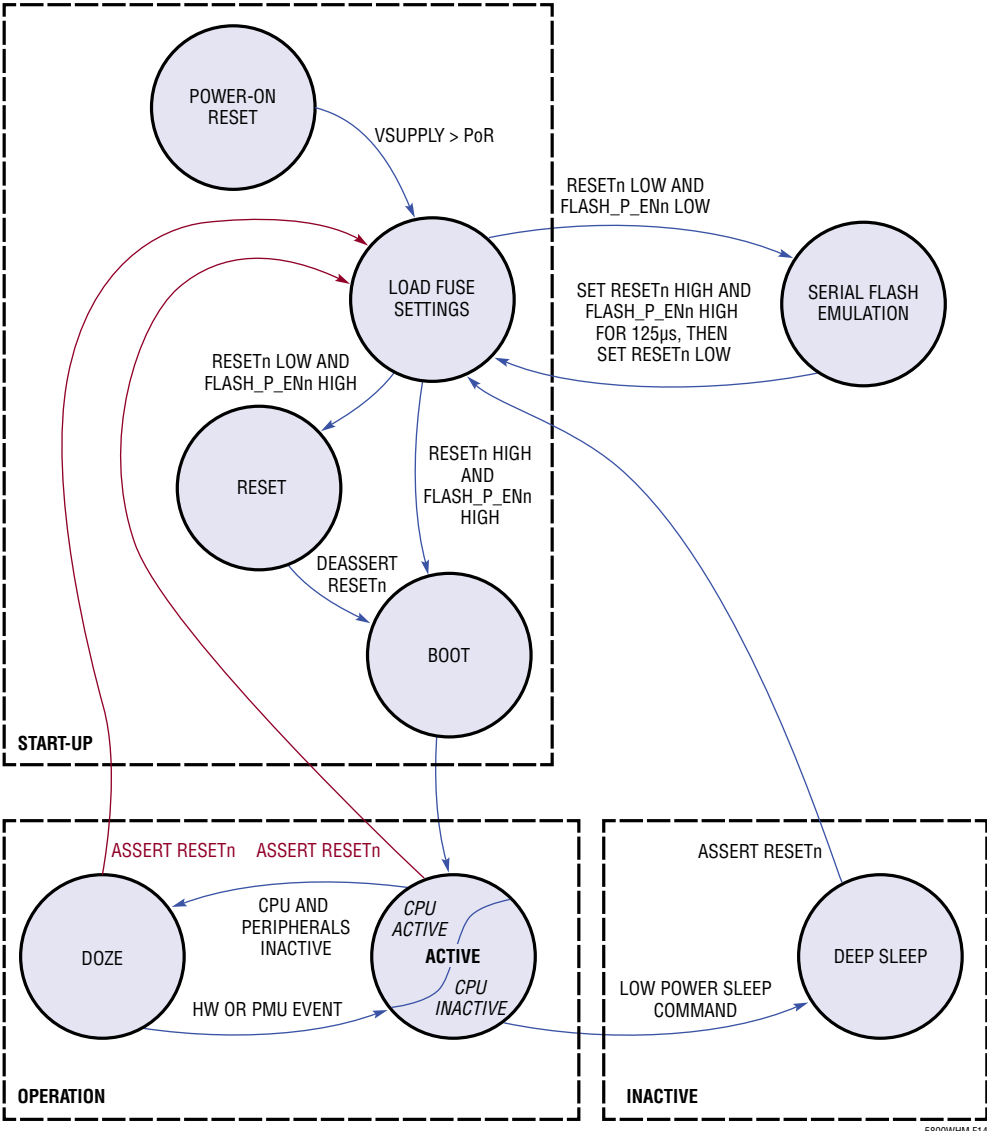 POWER-ON
RESET
VSUPPLY > PoR
RESETn LOW AND
FLASH_P_ENn LOW
LOAD FUSE
SETTINGS
SET RESETn HIGH AND
FLASH_P_ENn HIGH
FOR 125µs, THEN
SET RESETn LOW
SERIAL FLASH
EMULATION
RESETn LOW AND
FLASH_P_ENn HIGH
RESETn HIGH
AND
FLASH_P_ENn
HIGH
RESET
DEASSERT
RESETn
BOOT
START-UP
ASSERT RESETn
ASSERT RESETn
ASSERT RESETn
CPU AND
PERIPHERALS
INACTIVE
CPU
ACTIVE
ACTIVE
CPU
INACTIVE
DOZE
HW OR PMU EVENT
DEEP SLEEP
LOW POWER SLEEP
COMMAND
OPERATION
INACTIVE
5800WHM F14